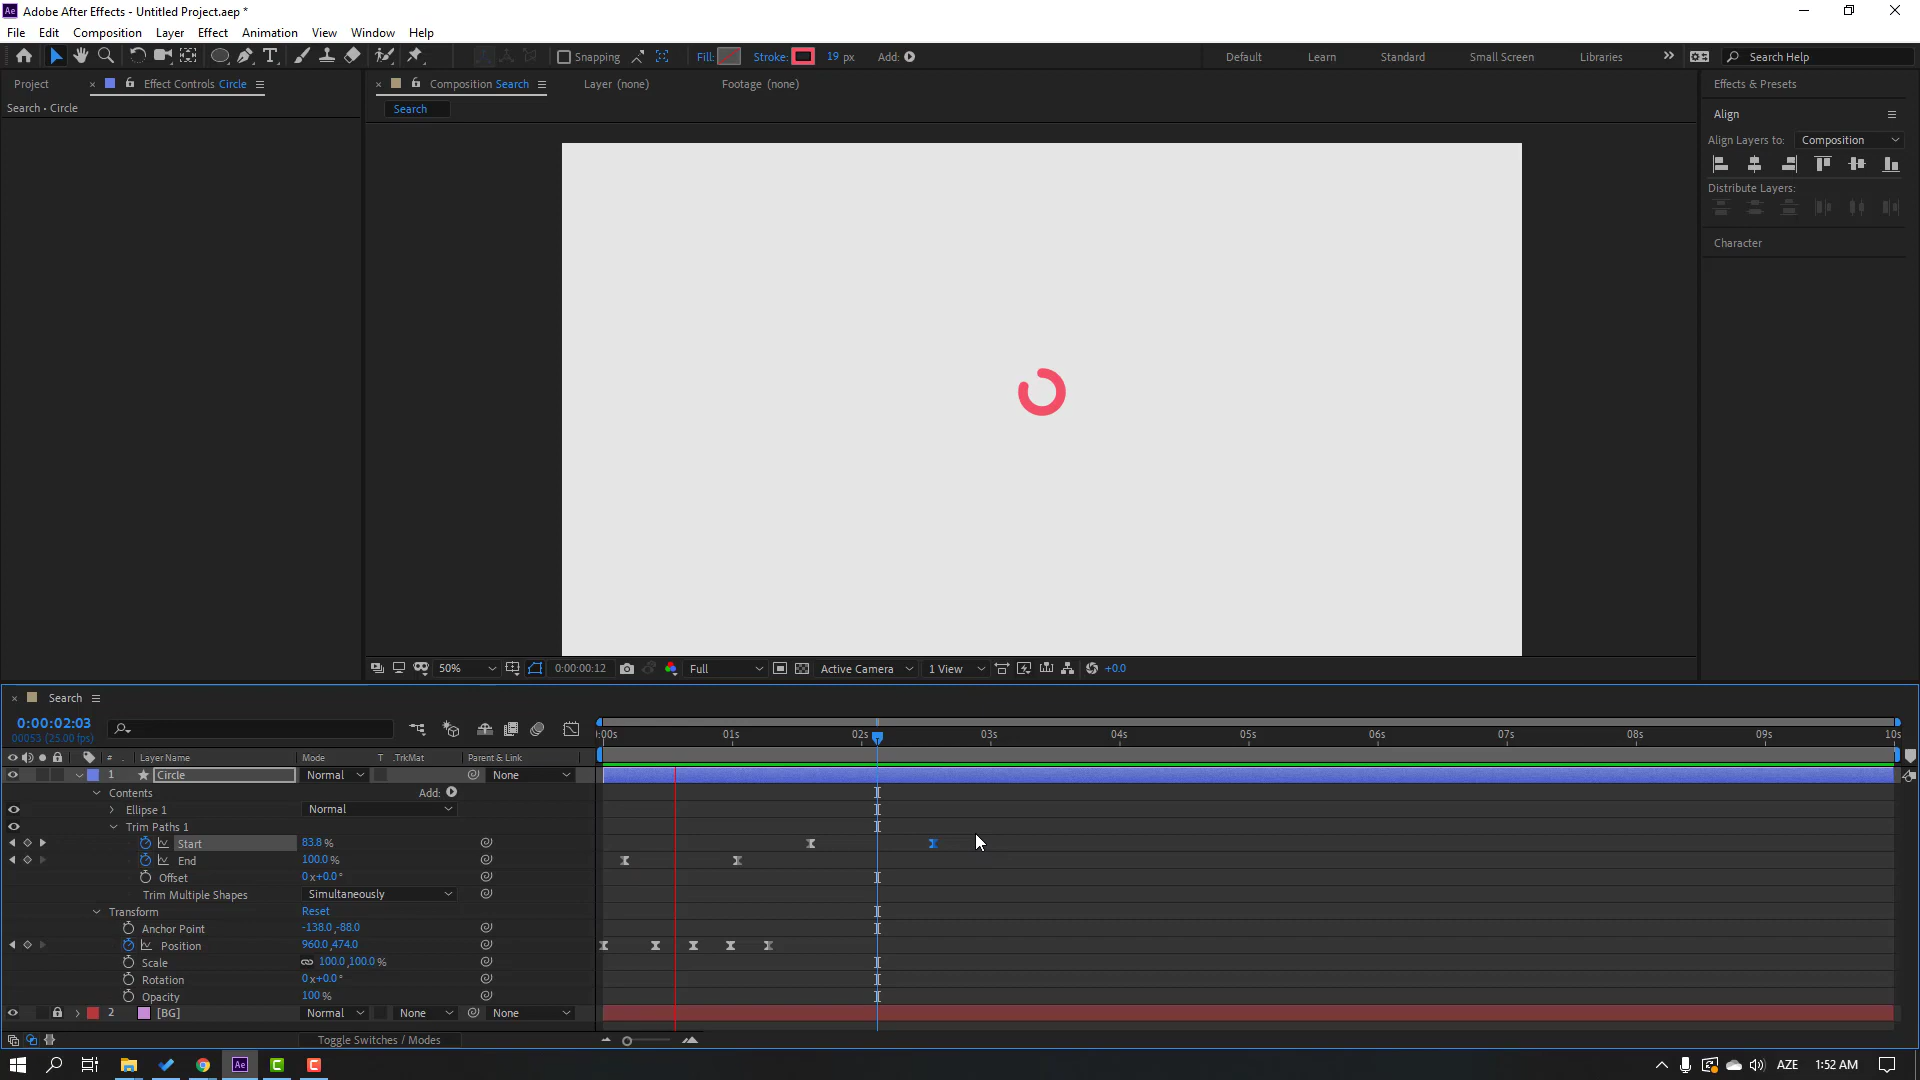 Ae Adobe After Effects - Untitled Project.aep *
File Edit Composition Layer Effect Animation View Window Help
Snapping Fill: Stroke: 19 px Add: Default Learn Standard Small Screen Libraries Search Help
Project Effect Controls Circle Composition Search Layer (none) Footage (none) Effects & Presets
Search • Circle
Search
Align
Align Layers to: Composition
Distribute Layers:
Character
50% 0:00:00:12 Full Active Camera 1 View +0.0
Search
0:00:02:03
00053 (25.00 fps)
:00s 01s 02s 03s 04s 05s 06s 07s 08s 09s 10s
# . Layer Name Mode T .TrkMat Parent & Link
1 Circle Normal None
Contents Add:
Ellipse 1 Normal
Trim Paths 1
Start 83.8 %
End 100.0 %
Offset 0x+0.0°
Trim Multiple Shapes Simultaneously
Transform Reset
Anchor Point -138.0,-88.0
Position 960.0,474.0
Scale 100.0,100.0 %
Rotation 0x+0.0°
Opacity 100 %
2 [BG] Normal None None
Toggle Switches / Modes
Ae AZE 1:52 AM